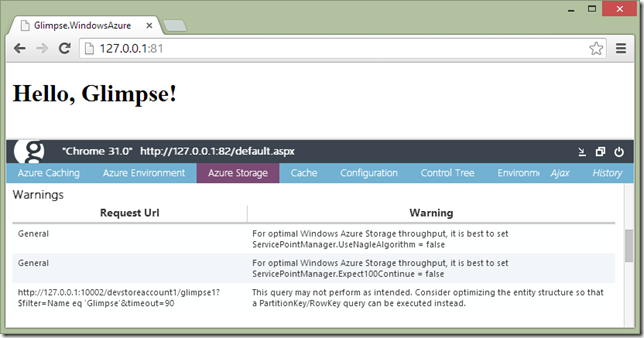 Glimpse.WindowsAzure
127.0.0.1:81
Hello, Glimpse!
g "Chrome 31.0" http://127.0.0.1:82/default.aspx
Azure Caching Azure Environment Azure Storage Cache Configuration Control Tree Environme Ajax History
Warnings
Request Url Warning
General For optimal Windows Azure Storage throughput, it is best to set
ServicePointManager.UseNagleAlgorithm = false
General For optimal Windows Azure Storage throughput, it is best to set
ServicePointManager.Expect100Continue = false
http://127.0.0.1:10002/devstoreaccount1/glimpse1? This query may not perform as intended. Consider optimizing the entity structure so that
$filter=Name eq 'Glimpse'&timeout=90 a PartitionKey/RowKey query can be executed instead.